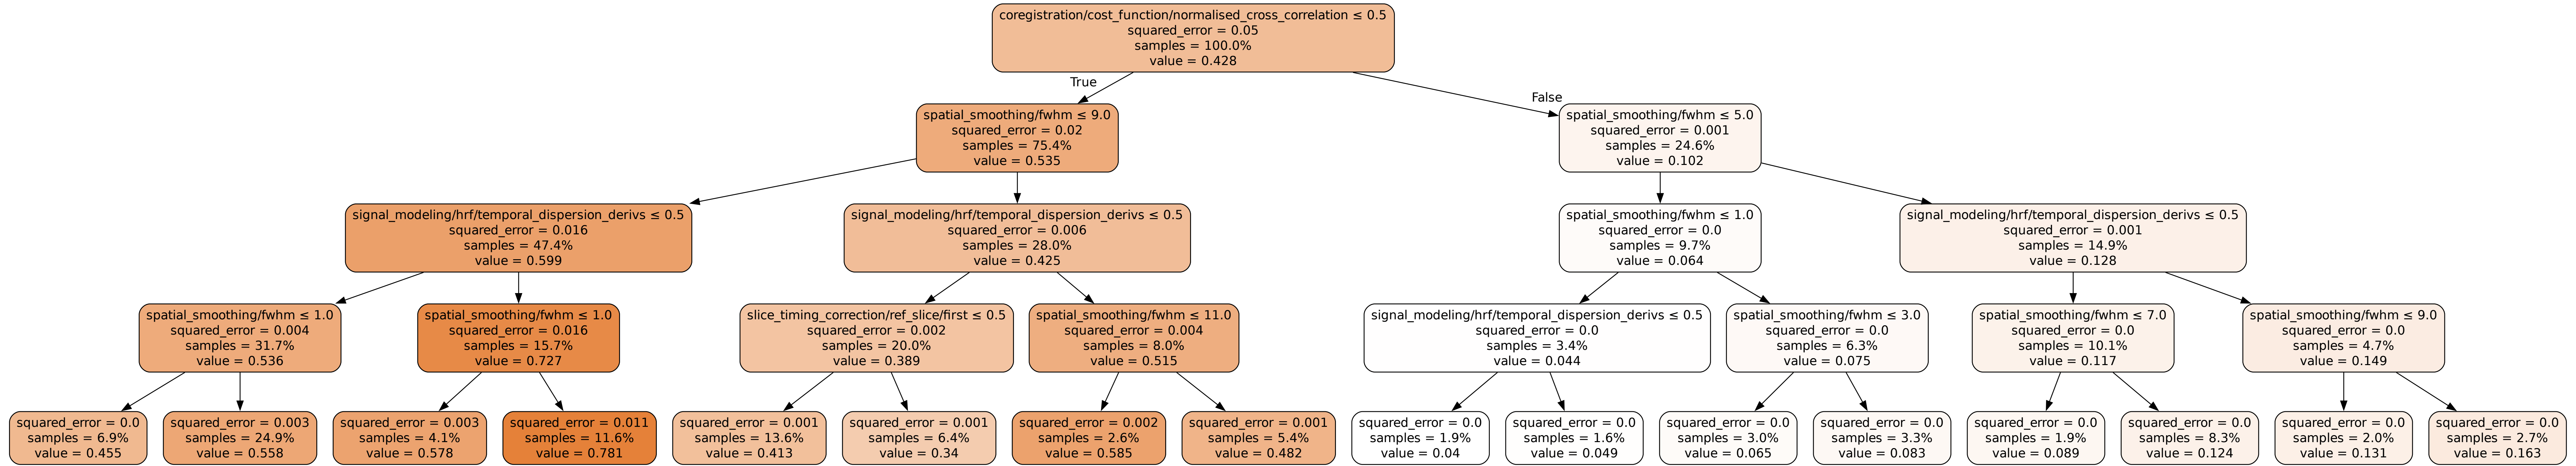 coregistration/cost_function/normalised_cross_correlation ≤ 0.5
squared_error = 0.05
samples = 100.0%
value = 0.428
True
False
spatial_smoothing/fwhm ≤ 9.0
squared_error = 0.02
samples = 75.4%
value = 0.535
spatial_smoothing/fwhm ≤ 5.0
squared_error = 0.001
samples = 24.6%
value = 0.102
signal_modeling/hrf/temporal_dispersion_derivs ≤ 0.5
squared_error = 0.016
samples = 47.4%
value = 0.599
signal_modeling/hrf/temporal_dispersion_derivs ≤ 0.5
squared_error = 0.006
samples = 28.0%
value = 0.425
spatial_smoothing/fwhm ≤ 1.0
squared_error = 0.0
samples = 9.7%
value = 0.064
signal_modeling/hrf/temporal_dispersion_derivs ≤ 0.5
squared_error = 0.001
samples = 14.9%
value = 0.128
spatial_smoothing/fwhm ≤ 1.0
squared_error = 0.004
samples = 31.7%
value = 0.536
spatial_smoothing/fwhm ≤ 1.0
squared_error = 0.016
samples = 15.7%
value = 0.727
slice_timing_correction/ref_slice/first ≤ 0.5
squared_error = 0.002
samples = 20.0%
value = 0.389
spatial_smoothing/fwhm ≤ 11.0
squared_error = 0.004
samples = 8.0%
value = 0.515
signal_modeling/hrf/temporal_dispersion_derivs ≤ 0.5
squared_error = 0.0
samples = 3.4%
value = 0.044
spatial_smoothing/fwhm ≤ 3.0
squared_error = 0.0
samples = 6.3%
value = 0.075
spatial_smoothing/fwhm ≤ 7.0
squared_error = 0.0
samples = 10.1%
value = 0.117
spatial_smoothing/fwhm ≤ 9.0
squared_error = 0.0
samples = 4.7%
value = 0.149
squared_error = 0.0
samples = 6.9%
value = 0.455
squared_error = 0.003
samples = 24.9%
value = 0.558
squared_error = 0.003
samples = 4.1%
value = 0.578
squared_error = 0.011
samples = 11.6%
value = 0.781
squared_error = 0.001
samples = 13.6%
value = 0.413
squared_error = 0.001
samples = 6.4%
value = 0.34
squared_error = 0.002
samples = 2.6%
value = 0.585
squared_error = 0.001
samples = 5.4%
value = 0.482
squared_error = 0.0
samples = 1.9%
value = 0.04
squared_error = 0.0
samples = 1.6%
value = 0.049
squared_error = 0.0
samples = 3.0%
value = 0.065
squared_error = 0.0
samples = 3.3%
value = 0.083
squared_error = 0.0
samples = 1.9%
value = 0.089
squared_error = 0.0
samples = 8.3%
value = 0.124
squared_error = 0.0
samples = 2.0%
value = 0.131
squared_error = 0.0
samples = 2.7%
value = 0.163